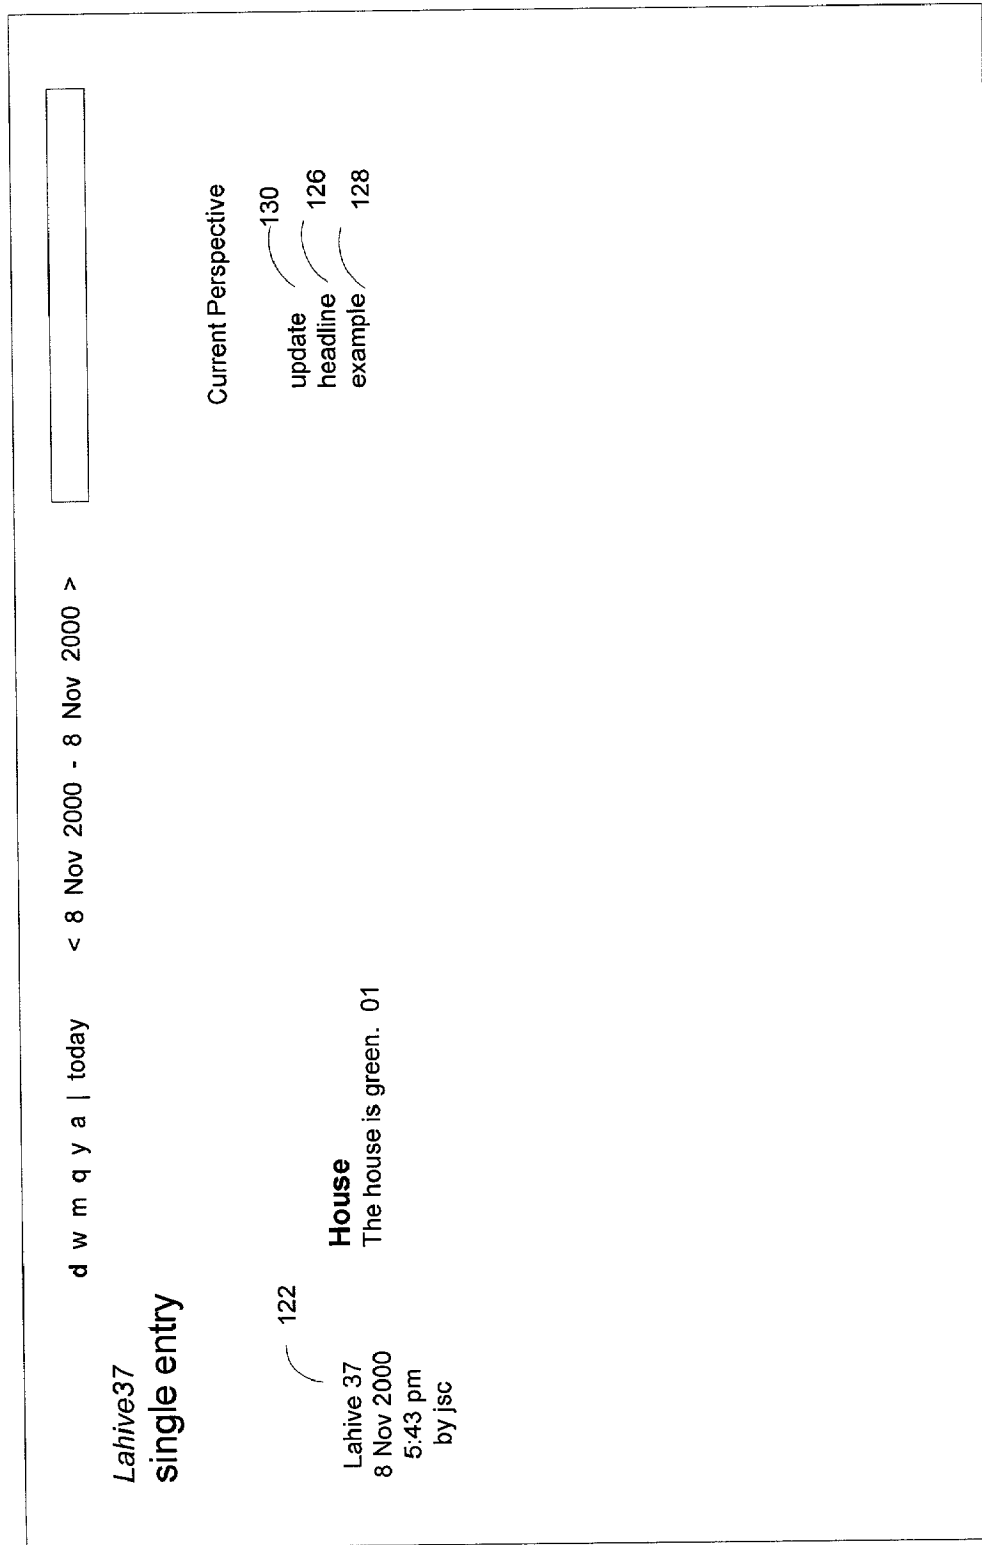 d w m q y a | today < 8 Nov 2000 - 8 Nov 2000 >
Lahive37
single entry
Current Perspective
122
130
update
126
headline
128
example
Lahive 37
8 Nov 2000
5:43 pm
by jsc
House
The house is green. 01